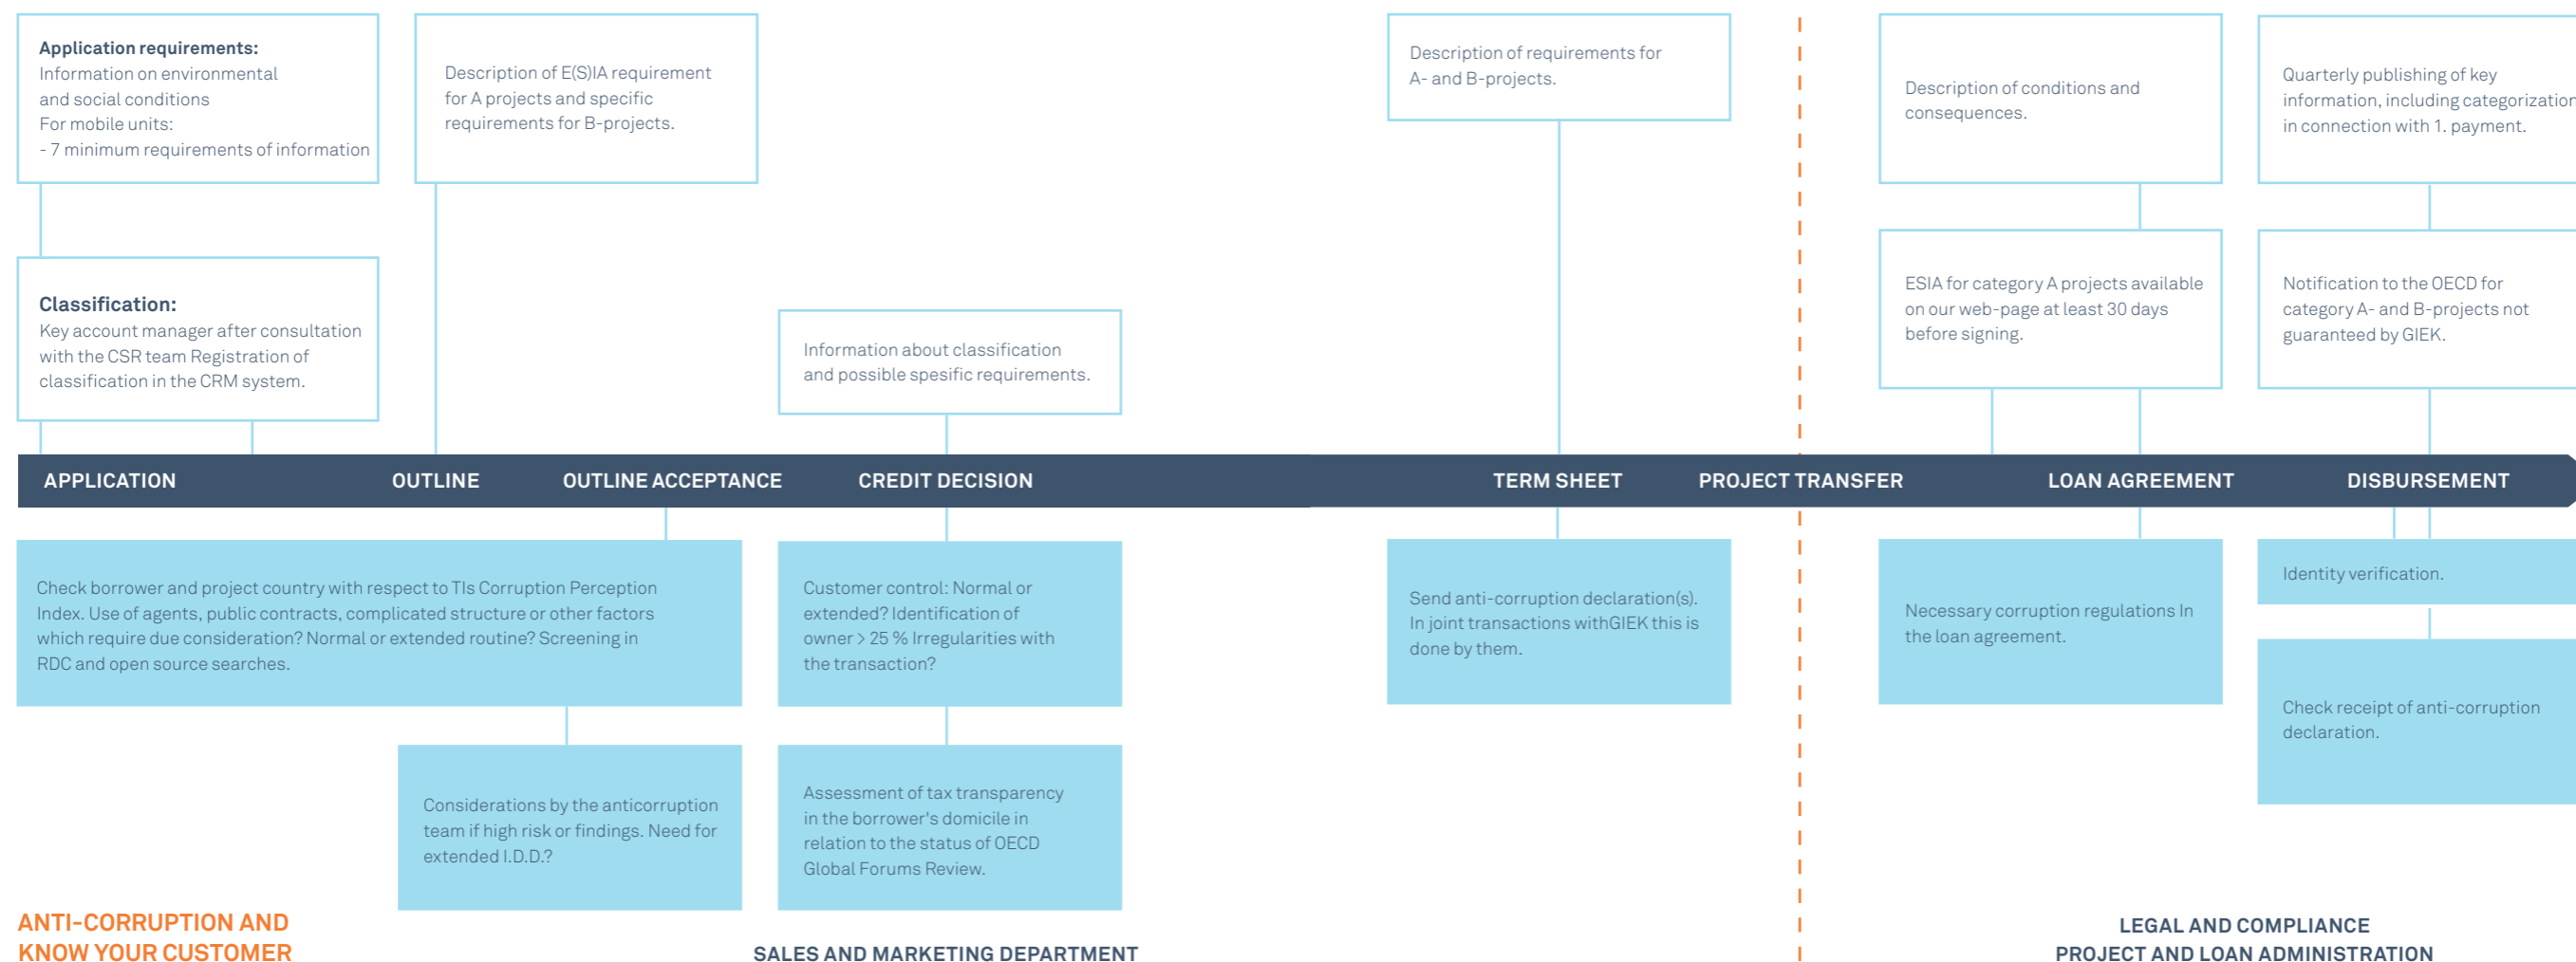 Application requirements:
Information on environmental
and social conditions
For mobile units:
- 7 minimum requirements of information
Description of E(S)IA requirement
for A projects and specific
requirements for B-projects.
Description of requirements for
A- and B-projects.
Description of conditions and
consequences.
Quarterly publishing of key
information, including categorization
in connection with 1. payment.
Classification:
Key account manager after consultation
with the CSR team Registration of
classification in the CRM system.
Information about classification
and possible spesific requirements.
ESIA for category A projects available
on our web-page at least 30 days
before signing.
Notification to the OECD for
category A- and B-projects not
guaranteed by GIEK.
APPLICATION
OUTLINE
OUTLINE ACCEPTANCE
CREDIT DECISION
TERM SHEET
PROJECT TRANSFER
LOAN AGREEMENT
DISBURSEMENT
Check borrower and project country with respect to TIs Corruption Perception
Index. Use of agents, public contracts, complicated structure or other factors
which require due consideration? Normal or extended routine? Screening in
RDC and open source searches.
Customer control: Normal or
extended? Identification of
owner > 25 % Irregularities with
the transaction?
Send anti-corruption declaration(s).
In joint transactions withGIEK this is
done by them.
Necessary corruption regulations In
the loan agreement.
Identity verification.
Check receipt of anti-corruption
declaration.
Considerations by the anticorruption
team if high risk or findings. Need for
extended I.D.D.?
Assessment of tax transparency
in the borrower's domicile in
relation to the status of OECD
Global Forums Review.
ANTI-CORRUPTION AND
KNOW YOUR CUSTOMER
SALES AND MARKETING DEPARTMENT
LEGAL AND COMPLIANCE
PROJECT AND LOAN ADMINISTRATION